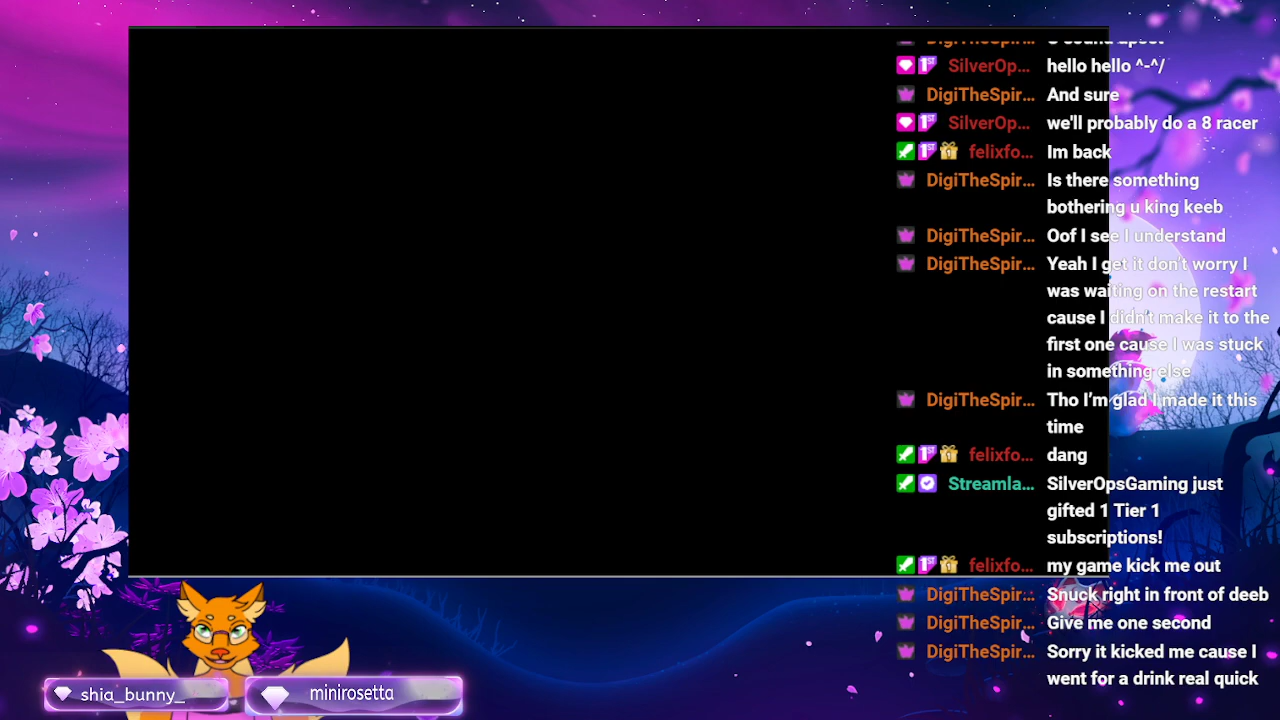 SilverOp... hello hello ^-^/
DigiTheSpir... And sure
SilverOp... we'll probably do a 8 racer
felixfo... Im back
DigiTheSpir... Is there something
bothering u king keeb
DigiTheSpir... Oof I see I understand
DigiTheSpir... Yeah I get it don't worry I
was waiting on the restart
cause I didn't make it to the
first one cause I was stuck
in something else
DigiTheSpir... Tho I'm glad I made it this
time
felixfo... dang
Streamla... SilverOpsGaming just
gifted 1 Tier 1
subscriptions!
felixfo... my game kick me out
DigiTheSpir... Snuck right in front of deeb
DigiTheSpir... Give me one second
DigiTheSpir... Sorry it kicked me cause I
went for a drink real quick
shia_bunny_
minirosetta